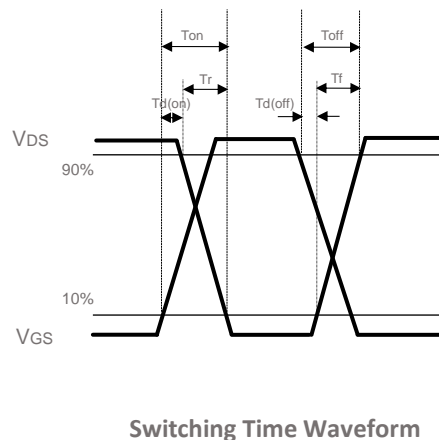 Ton
Toff
Tr
Tf
Td(on)
Td(off)
VDS
90%
10%
VGS
Switching Time Waveform